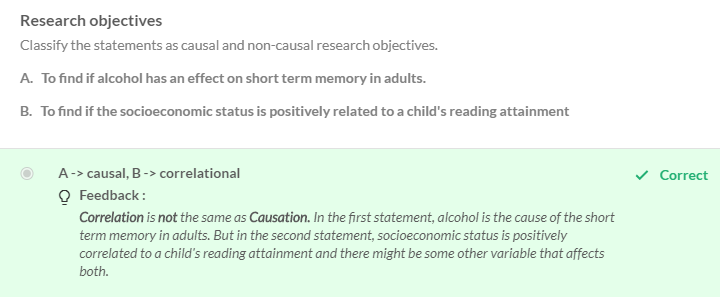 Research objectives
Classify the statements as causal and non-causal research objectives.
A. To find if alcohol has an effect on short term memory in adults.
B. To find if the socioeconomic status is positively related to a child's reading attainment
A -> causal, B -> correlational
Correct
Feedback :
Correlation is not the same as Causation. In the first statement, alcohol is the cause of the short
term memory in adults. But in the second statement, socioeconomic status is positively
correlated to a child's reading attainment and there might be some other variable that affects
both.